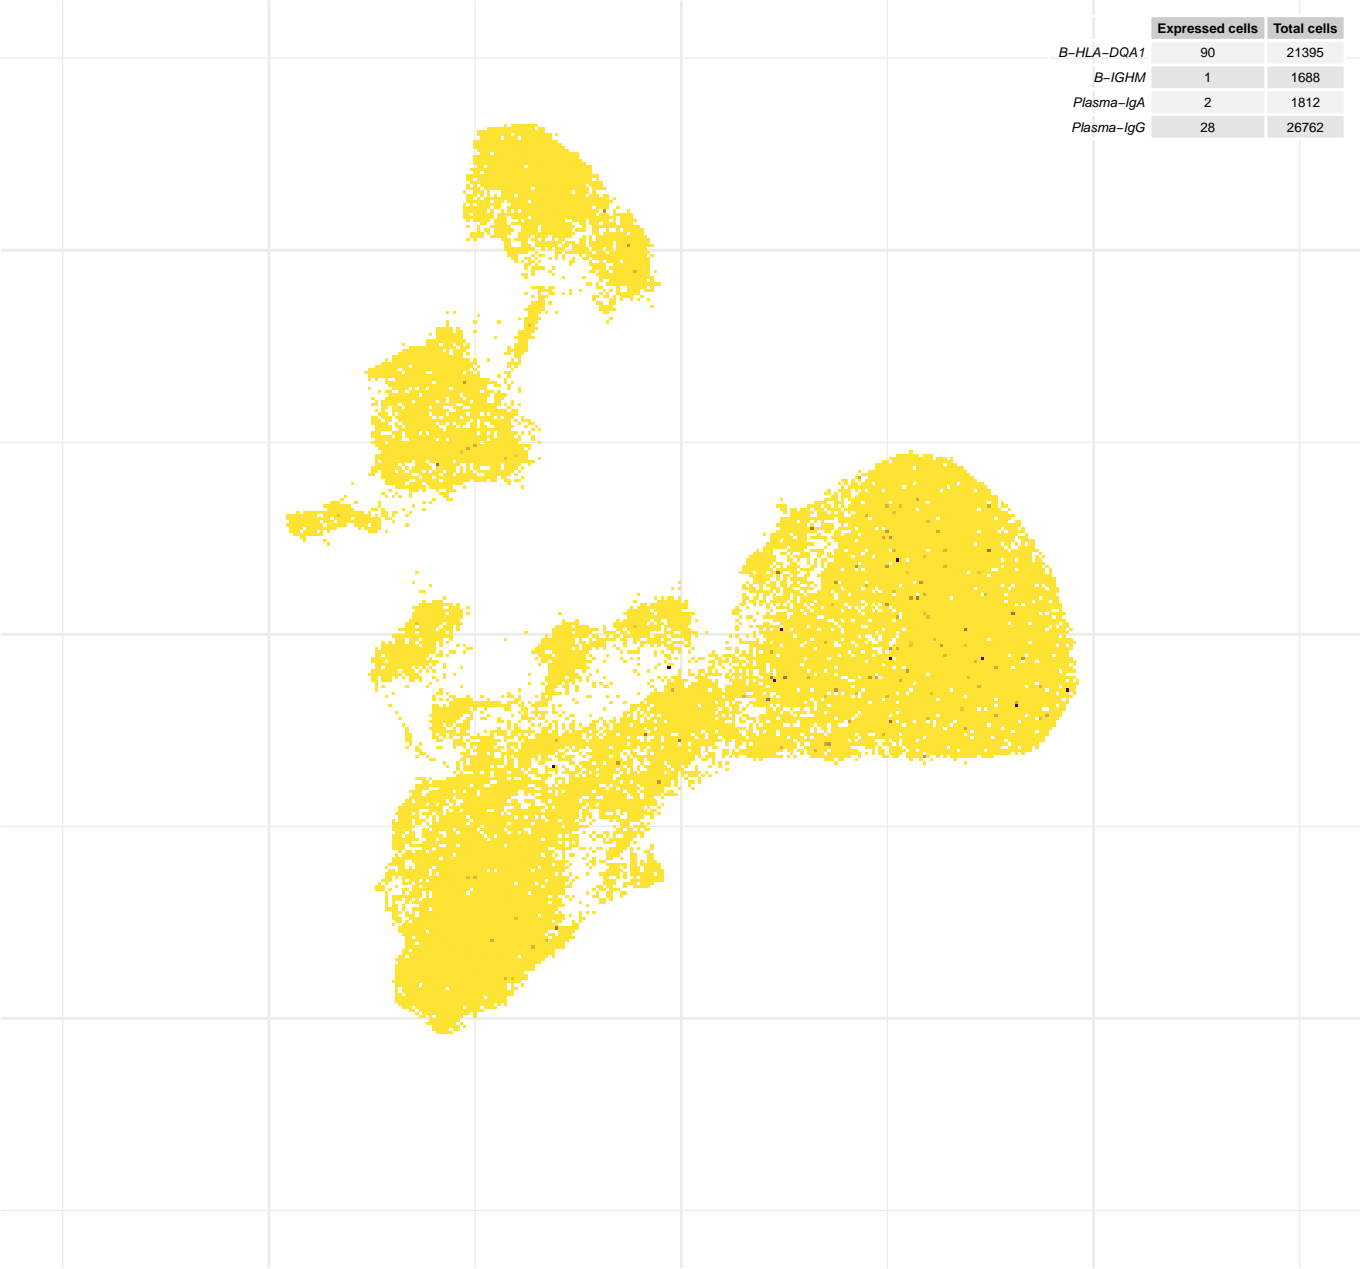 Expressed cells Total cells
B−HLA−DQA1 90 21395
B−IGHM 1 1688
Plasma−IgA 2 1812
Plasma−IgG 28 26762